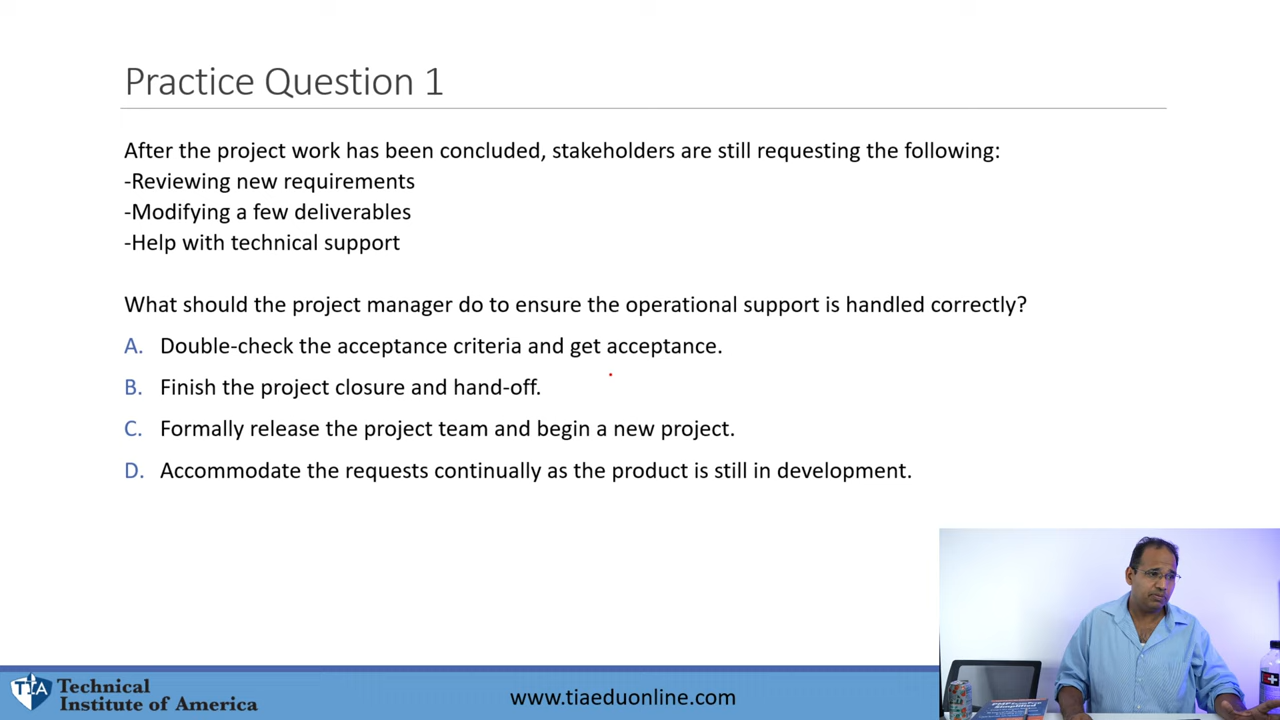 Practice Question 1
After the project work has been concluded, stakeholders are still requesting the following:
-Reviewing new requirements
-Modifying a few deliverables
-Help with technical support
What should the project manager do to ensure the operational support is handled correctly?
A. Double-check the acceptance criteria and get acceptance.
B. Finish the project closure and hand-off.
C. Formally release the project team and begin a new project.
D. Accommodate the requests continually as the product is still in development.
TIA
Technical
Institute of America
www.tiaeduonline.com